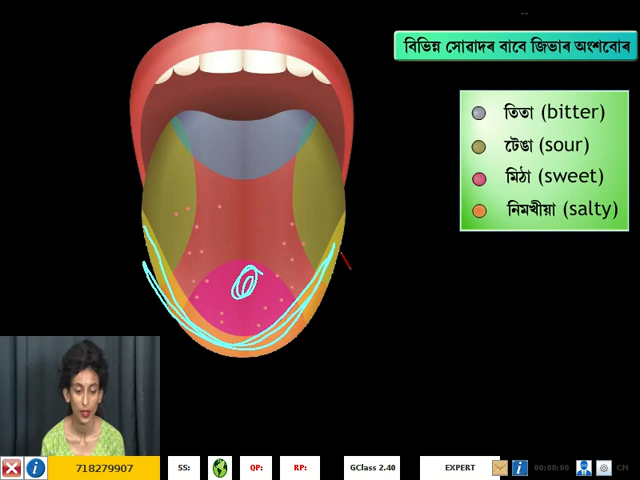 বিভিন্ন সোৱাদৰ বাবে জিভাৰ অংশবোৰ
তিতা (bitter)
টেঙা (sour)
মিঠা (sweet)
নিমখীয়া (salty)
718279907
SS:
QP:
RP:
GClass 2.40
EXPERT
00:00:00
CM